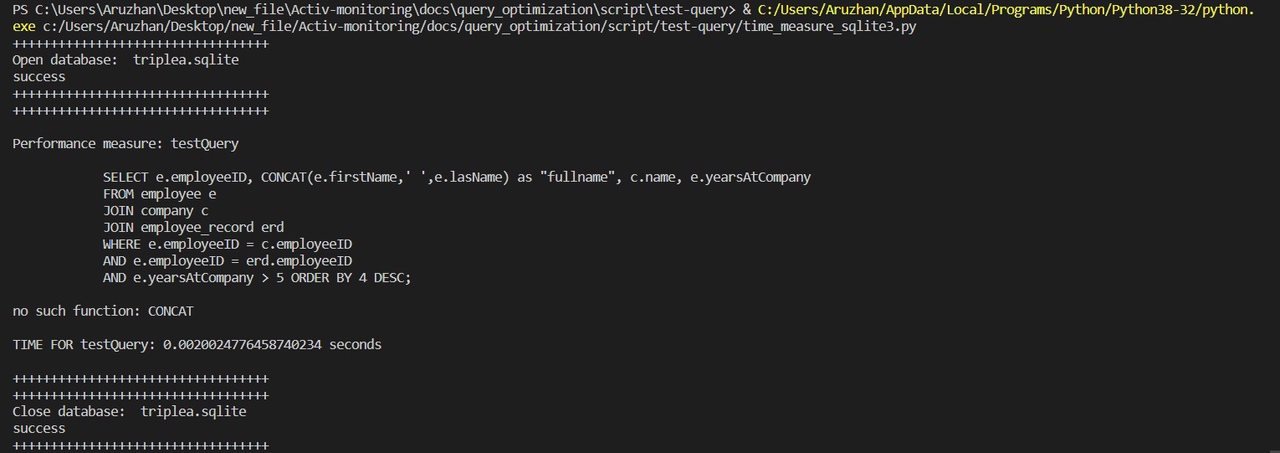 PS C:\Users\Aruzhan\Desktop\new_file\Activ-monitoring\docs\query_optimization\script\test-query> & C:/Users/Aruzhan/AppData/Local/Programs/Python/Python38-32/python.
exe c:/Users/Aruzhan/Desktop/new_file/Activ-monitoring/docs/query_optimization/script/test-query/time_measure_sqlite3.py
++++++++++++++++++++++++++++++++++
Open database:  triplea.sqlite
success
++++++++++++++++++++++++++++++++++
++++++++++++++++++++++++++++++++++
Performance measure: testQuery
SELECT e.employeeID, CONCAT(e.firstName,' ',e.lasName) as "fullname", c.name, e.yearsAtCompany
FROM employee e
JOIN company c
JOIN employee_record erd
WHERE e.employeeID = c.employeeID
AND e.employeeID = erd.employeeID
AND e.yearsAtCompany > 5 ORDER BY 4 DESC;
no such function: CONCAT
TIME FOR testQuery: 0.0020024776458740234 seconds
++++++++++++++++++++++++++++++++++
++++++++++++++++++++++++++++++++++
Close database:  triplea.sqlite
success
++++++++++++++++++++++++++++++++++